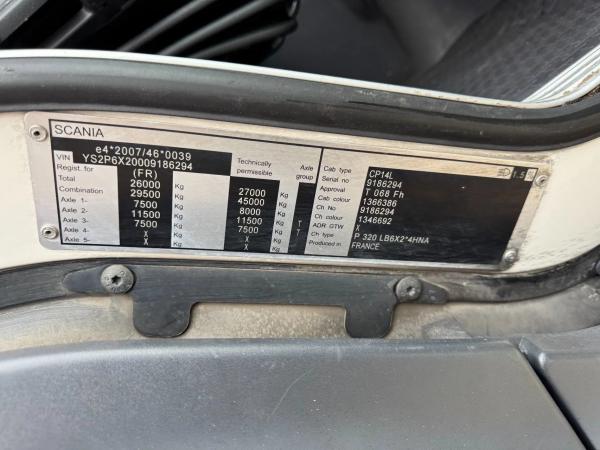 SCANIA
e4*2007/46*0039
VIN YS2P6X20009186294
Regist. for (FR) Technically permissible Axle group
Total 26000 Kg 27000 Kg
Combination 29500 Kg 45000 Kg
Axle 1- 7500 Kg 8000 Kg
Axle 2- 11500 Kg 11500 Kg T
Axle 3- 7500 Kg 7500 Kg T
Axle 4- X Kg X Kg
Axle 5- X Kg X Kg
Cab type CP14L 1.5
Serial no 9186294
Approval T 068 Fh
Cab. colour 1366386
Ch. no 9186294
Ch. colour 1346692
ADR GTW X
Ch type P 320 LB6X2*4HNA
Produced in FRANCE